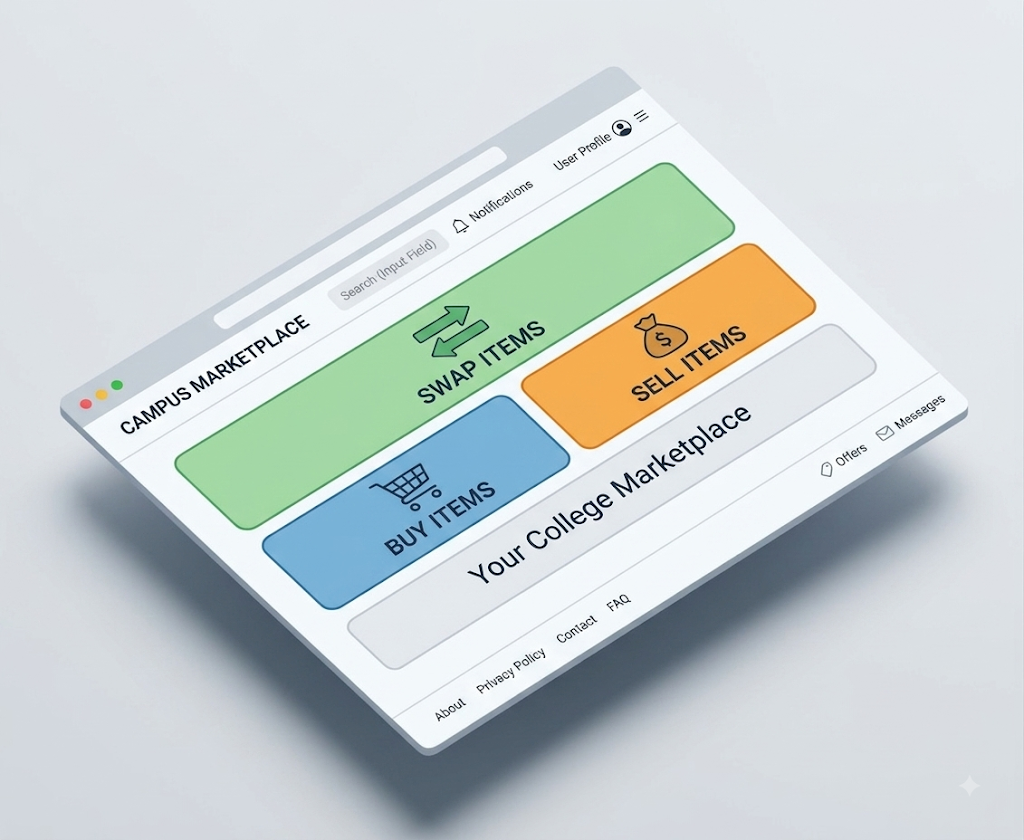 CAMPUS MARKETPLACE
Search (Input Field)
Notifications
User Profile
SWAP ITEMS
BUY ITEMS
$
SELL ITEMS
Your College Marketplace
About
Privacy Policy
Contact
FAQ
Offers
Messages